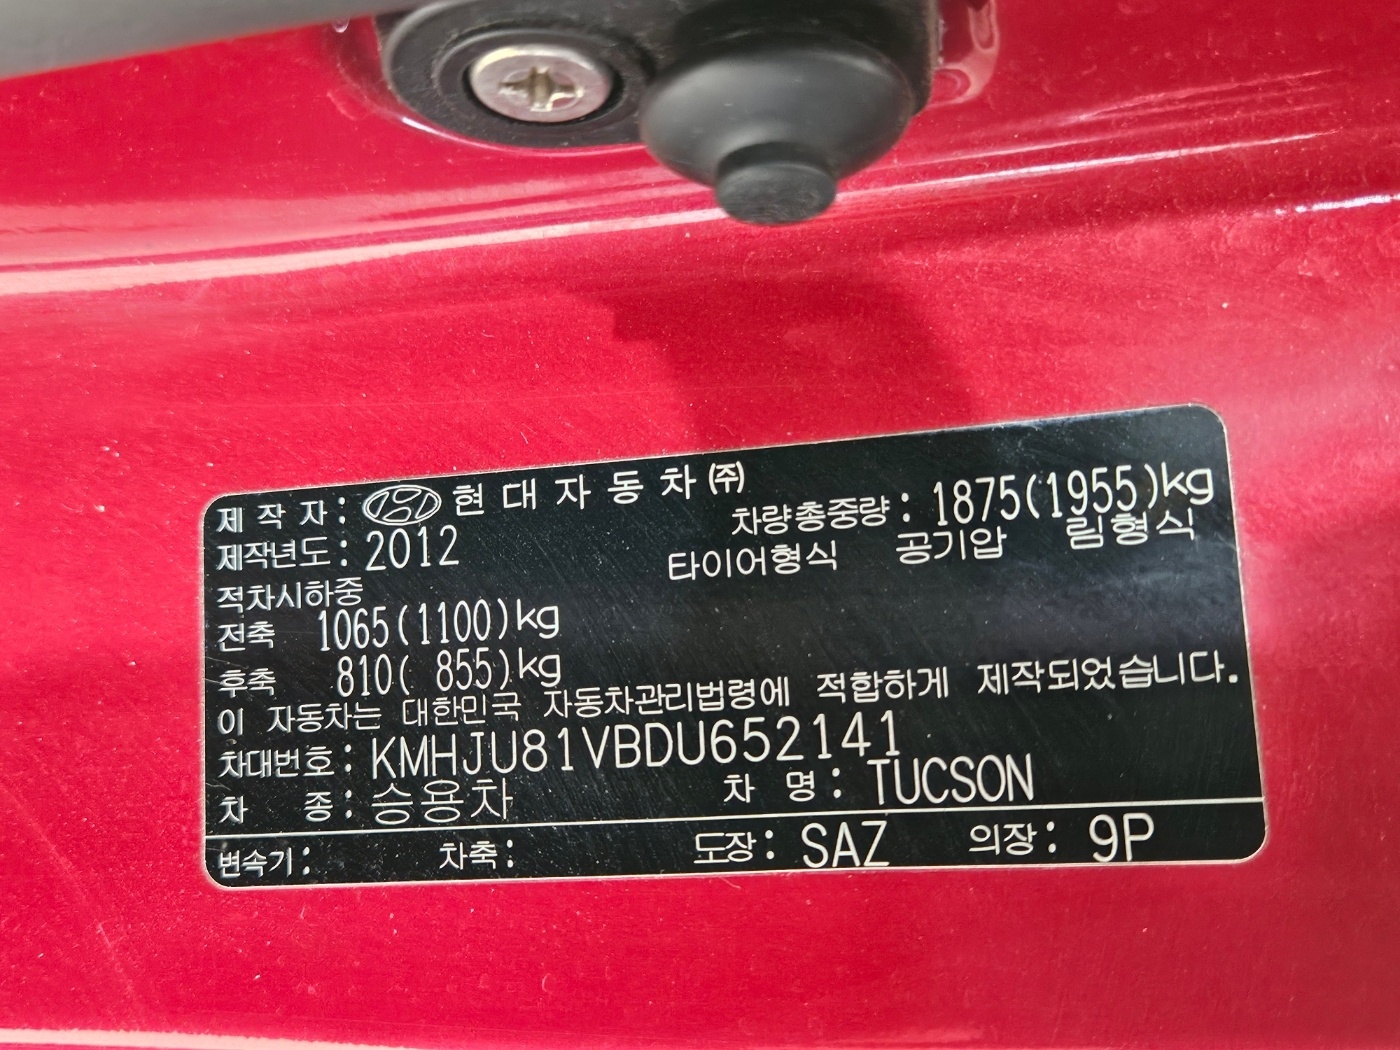 제작자: 현대자동차㈜
제작년도: 2012
차량총중량: 1875(1955)kg
적차시하중
타이어형식 공기압 림형식
전축 1065(1100)kg
후축 810( 855)kg
이 자동차는 대한민국 자동차관리법령에 적합하게 제작되었습니다.
차대번호: KMHJU81VBDU652141
차 종: 승용차 차 명: TUCSON
변속기: 차축: 도장: SAZ 의장: 9P